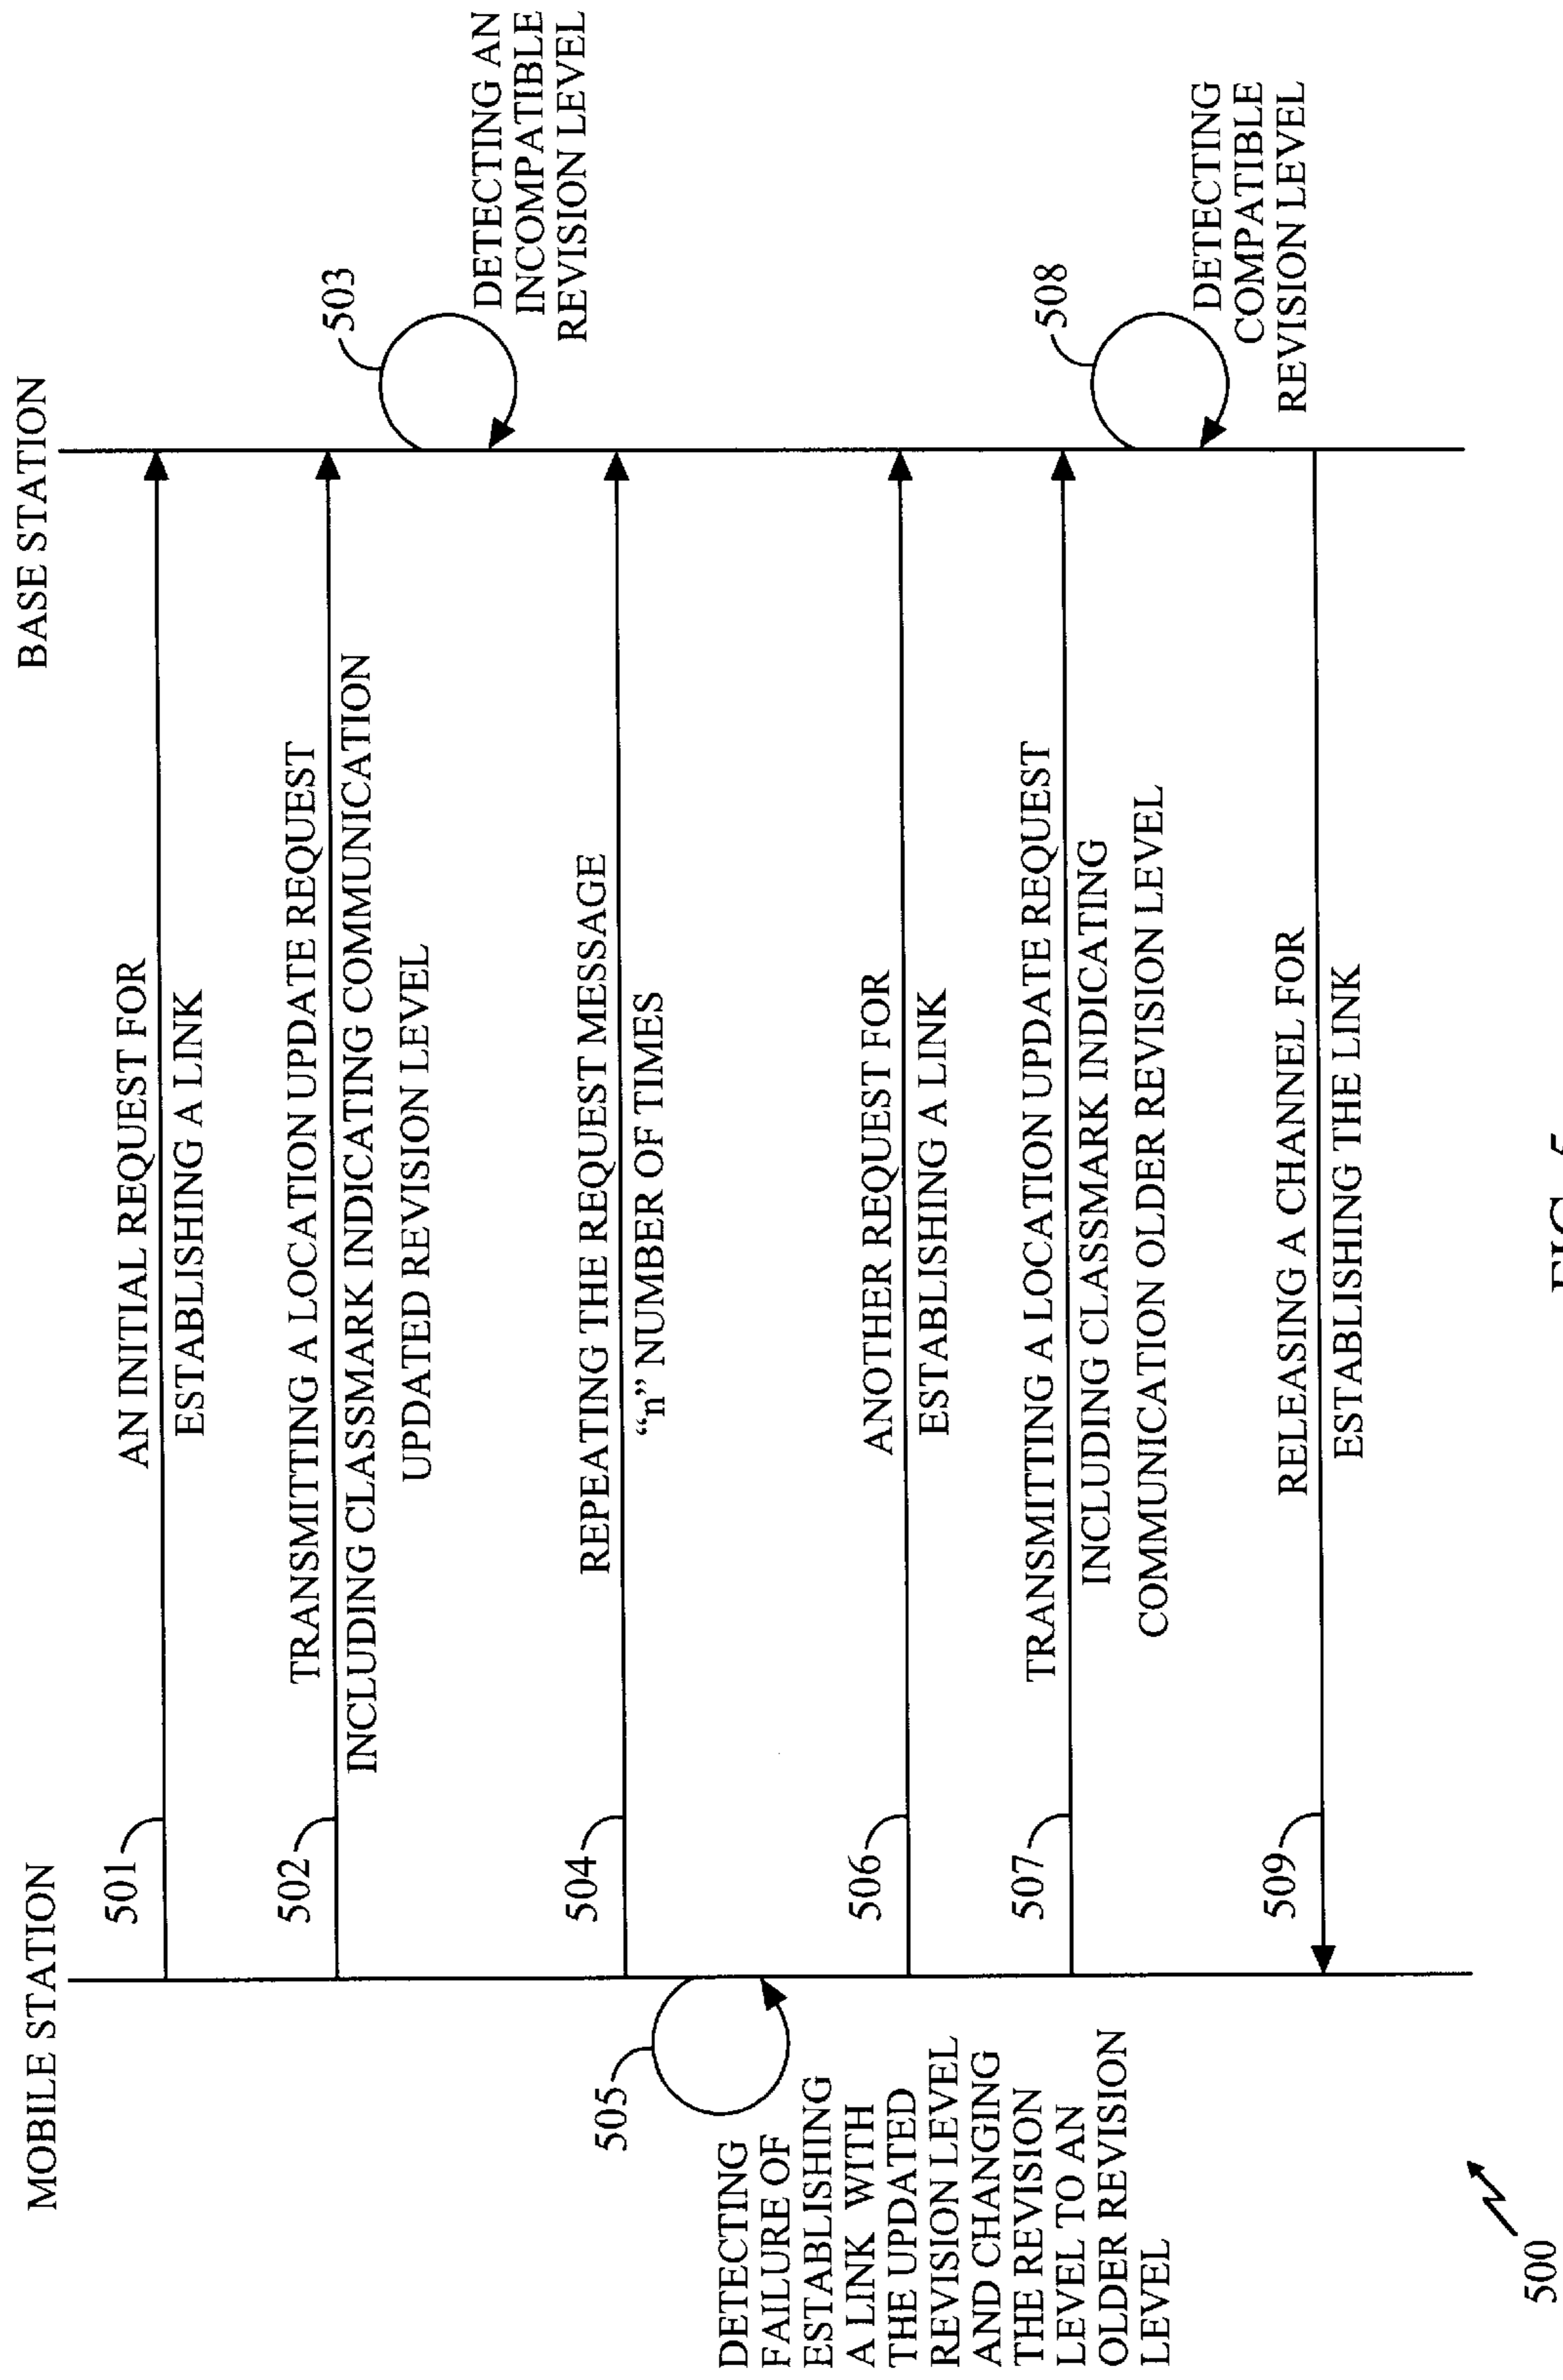 MOBILE STATION
BASE STATION
501
AN INITIAL REQUEST FOR
ESTABLISHING A LINK
502
TRANSMITTING A LOCATION UPDATE REQUEST
INCLUDING CLASSMARK INDICATING COMMUNICATION
UPDATED REVISION LEVEL
503
DETECTING AN
INCOMPATIBLE
REVISION LEVEL
504
REPEATING THE REQUEST MESSAGE
“n” NUMBER OF TIMES
505
DETECTING
FAILURE OF
ESTABLISHING
A LINK WITH
THE UPDATED
REVISION LEVEL
AND CHANGING
THE REVISION
LEVEL TO AN
OLDER REVISION
LEVEL
506
ANOTHER REQUEST FOR
ESTABLISHING A LINK
507
TRANSMITTING A LOCATION UPDATE REQUEST
INCLUDING CLASSMARK INDICATING
COMMUNICATION OLDER REVISION LEVEL
508
DETECTING
COMPATIBLE
REVISION LEVEL
509
RELEASING A CHANNEL FOR
ESTABLISHING THE LINK
500
FIG.